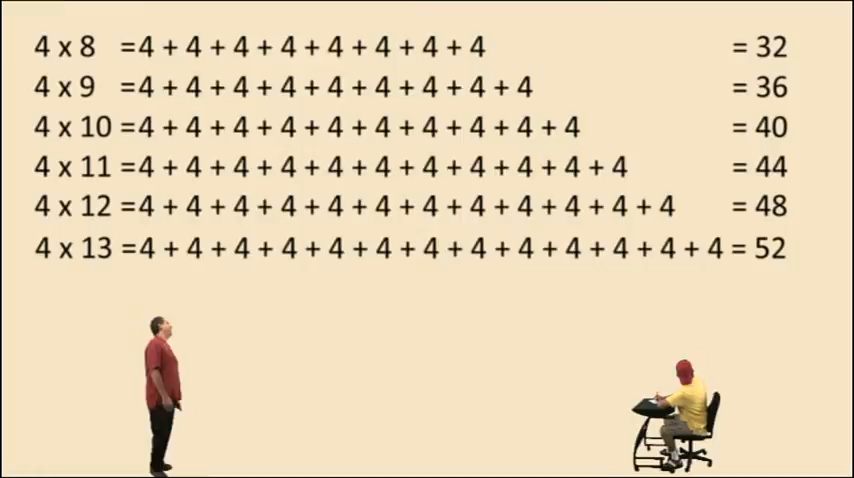 4 x 8 =4 + 4 + 4 + 4 + 4 + 4 + 4 + 4 = 32
4 x 9 =4 + 4 + 4 + 4 + 4 + 4 + 4 + 4 + 4 = 36
4 x 10 =4 + 4 + 4 + 4 + 4 + 4 + 4 + 4 + 4 + 4 = 40
4 x 11 =4 + 4 + 4 + 4 + 4 + 4 + 4 + 4 + 4 + 4 + 4 = 44
4 x 12 =4 + 4 + 4 + 4 + 4 + 4 + 4 + 4 + 4 + 4 + 4 + 4 = 48
4 x 13 =4 + 4 + 4 + 4 + 4 + 4 + 4 + 4 + 4 + 4 + 4 + 4 + 4 = 52